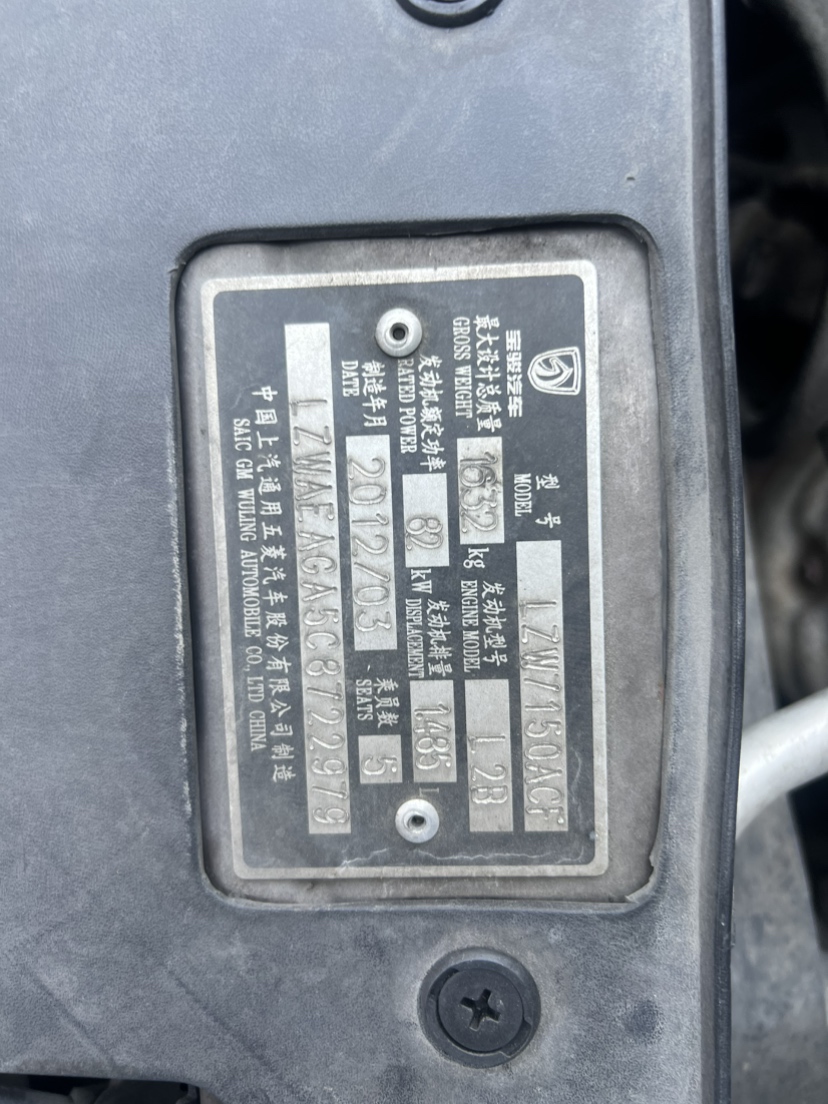 宝骏汽车
型 号 MODEL LZW7150ACF
最大设计总质量 GROSS WEIGHT 1632 kg 发动机型号 ENGINE MODEL L2B
发动机额定功率 RATED POWER 82 kW 发动机排量 DISPLACEMENT 1.485 L
制造年月 DATE 2012/03 、 乘员数 SEATS 5
LZWAEAGA5C8722979
中国上汽通用五菱汽车股份有限公司制造
SAIC GM WULING AUTOMOBILE CO., LTD CHINA